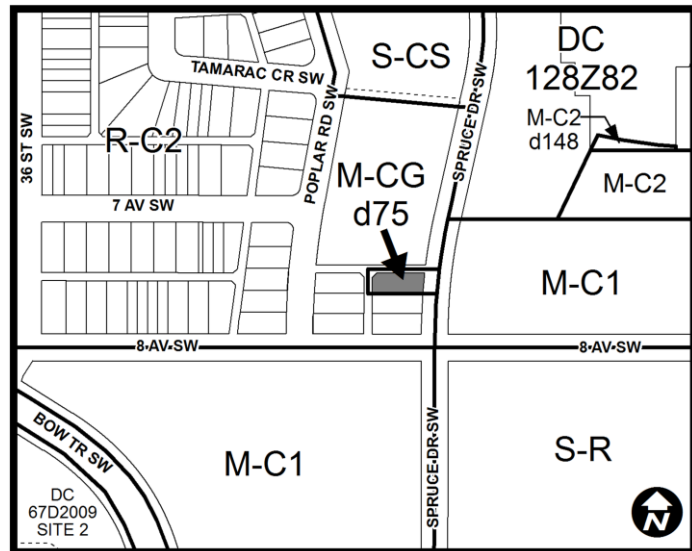 S-CS
DC
128Z82
TAMARAC CR SW
M-C2
d148
36 ST SW
R-C2
POPLAR RD SW
SPRUCE DR SW
M-CG
d75
M-C2
7 AV SW
M-C1
8 AV SW
8 AV SW
BOW TR SW
M-C1
SPRUCE DR SW
S-R
DC
67D2009
SITE 2
N